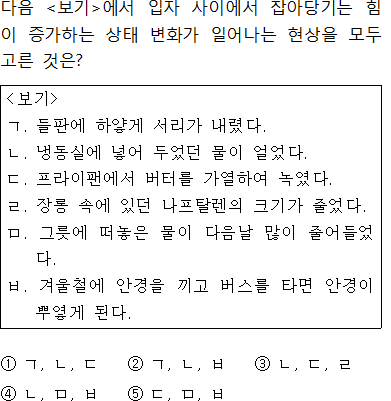 다음 <보기>에서 입자 사이에서 잡아당기는 힘
이 증가하는 상태 변화가 일어나는 현상을 모두
고른 것은?
<보기>
ㄱ. 들판에 하얗게 서리가 내렸다.
ㄴ. 냉동실에 넣어 두었던 물이 얼었다.
ㄷ. 프라이팬에서 버터를 가열하여 녹였다.
ㄹ. 장롱 속에 있던 나프탈렌의 크기가 줄었다.
ㅁ. 그릇에 떠놓은 물이 다음날 많이 줄어들었
다.
ㅂ. 겨울철에 안경을 끼고 버스를 타면 안경이
뿌옇게 된다.
① ㄱ, ㄴ, ㄷ ② ㄱ, ㄴ, ㅂ ③ ㄴ, ㄷ, ㄹ
④ ㄴ, ㅁ, ㅂ ⑤ ㄷ, ㅁ, ㅂ